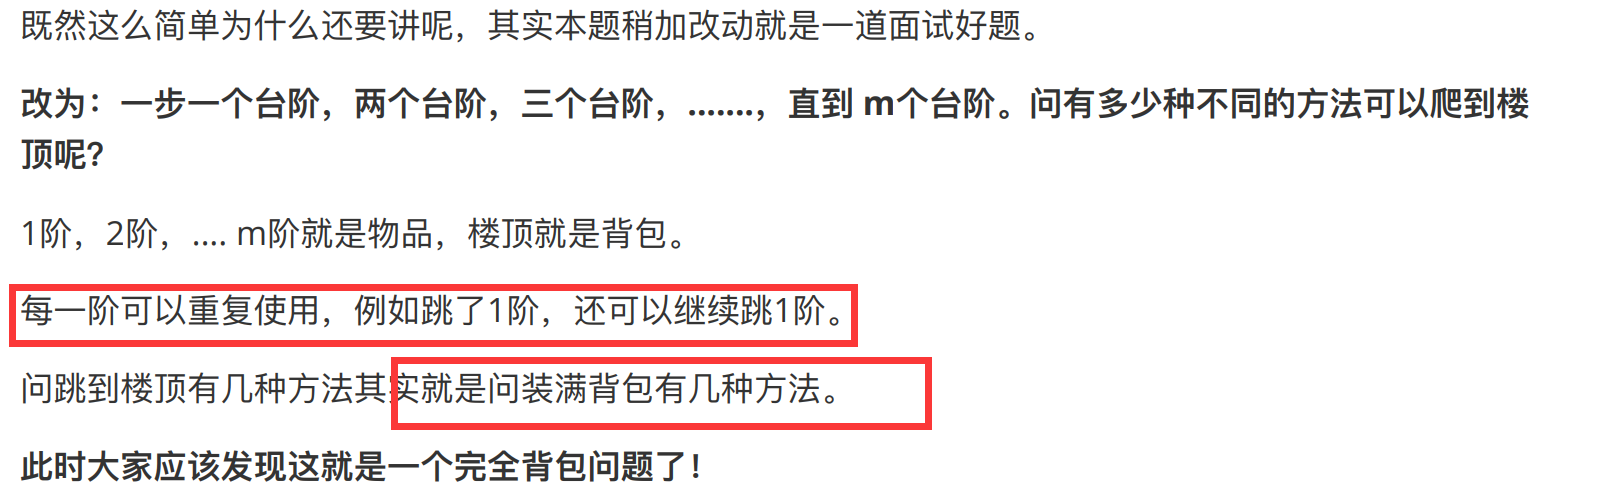 既然这么简单为什么还要讲呢，其实本题稍加改动就是一道面试好题。
改为：一步一个台阶，两个台阶，三个台阶，.......，直到 m个台阶。问有多少种不同的方法可以爬到楼
顶呢?
1阶，2阶，.... m阶就是物品，楼顶就是背包。
每一阶可以重复使用，例如跳了1阶，还可以继续跳1阶。
问跳到楼顶有几种方法其实就是问装满背包有几种方法。
此时大家应该发现这就是一个完全背包问题了！